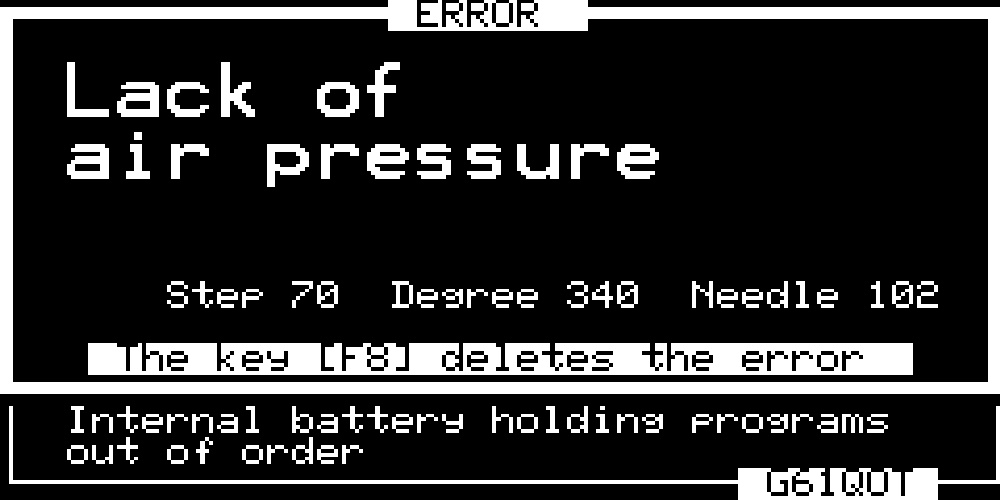 ERROR
Lack of
air pressure
Step 70 Degree 340 Needle 102
The key [F8] deletes the error
Internal battery holding programs
out of order
G61QOT